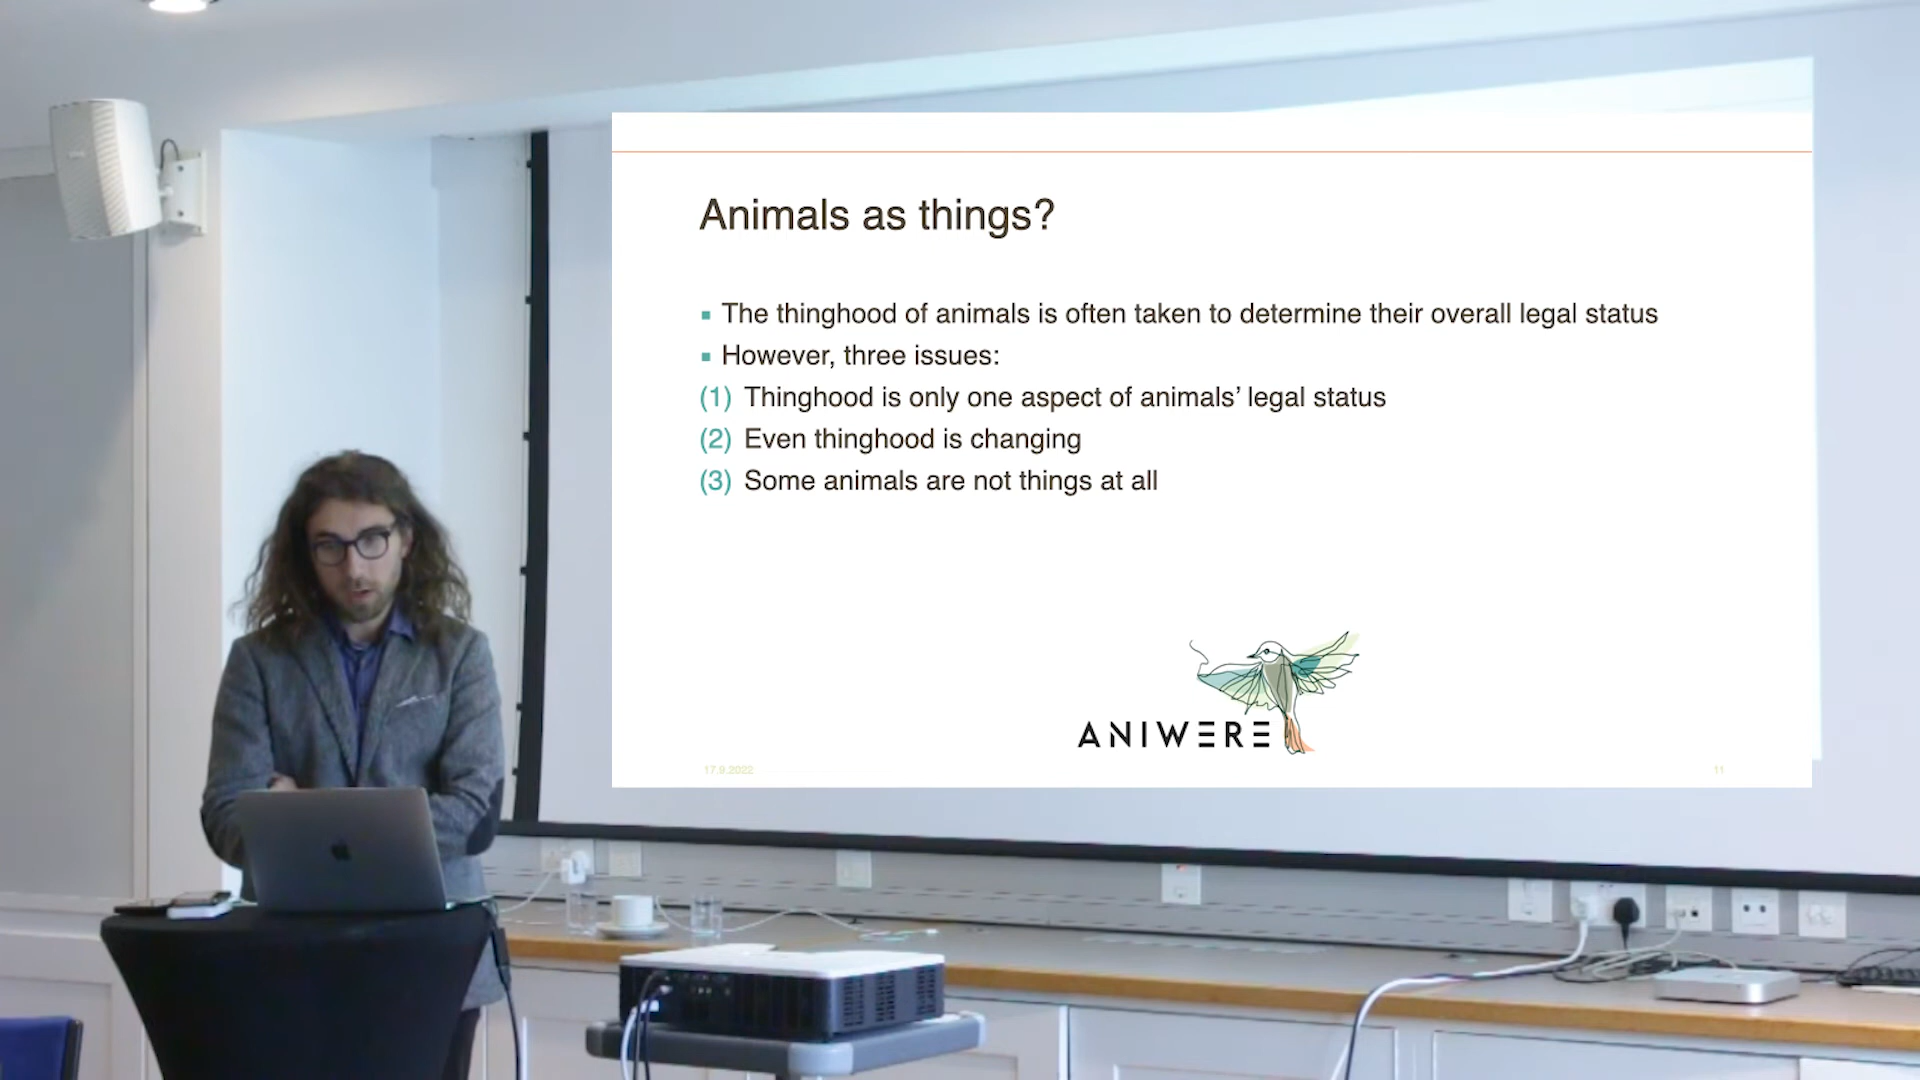 Animals as things?
▪ The thinghood of animals is often taken to determine their overall legal status
▪ However, three issues:
(1) Thinghood is only one aspect of animals’ legal status
(2) Even thinghood is changing
(3) Some animals are not things at all
ANIWERE
17.9.2022
11